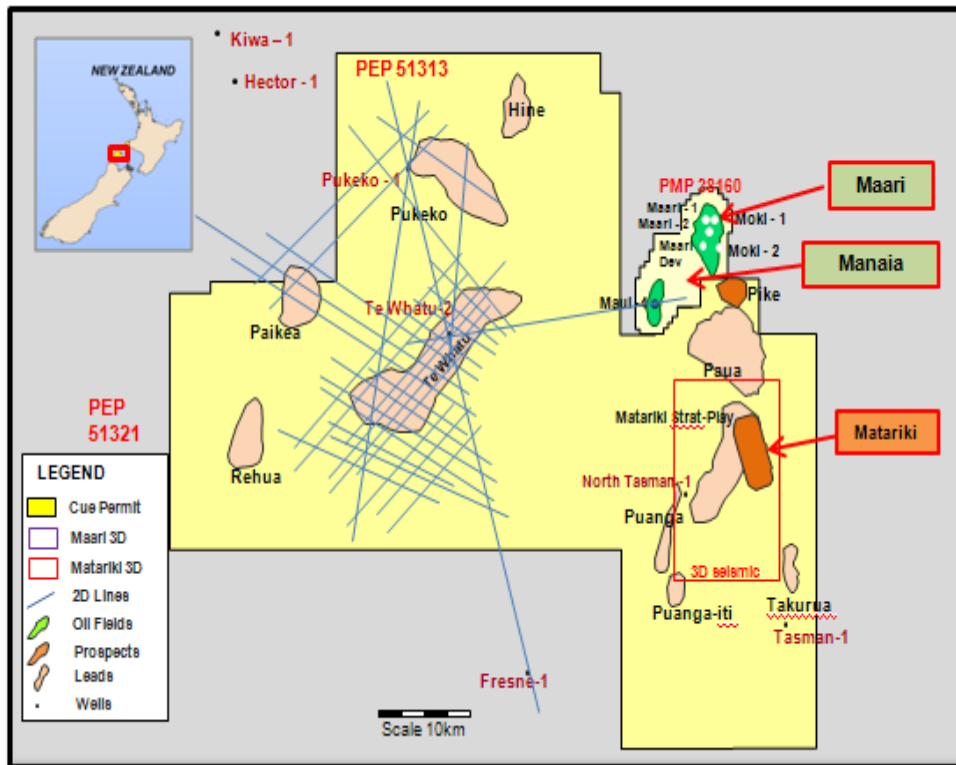 Kiwa – 1
NEW ZEALAND
PEP 51313
Hector - 1
Hine
Pukeko - 1
PMP 38160
Maari
Maari - 1
Maari - 2
Moki - 1
Pukeko
Maari
Dev
Moki - 2
Manaia
Te Whatu-2
Maui - 4
Pike
Paikea
Te Whatu
Paua
PEP
51321
Matariki Strat-Play
Matariki
LEGEND
Cue Permit
Maari 3D
Matariki 3D
2D Lines
Oil Fields
Prospects
Leads
Wells
Rehua
North Tasman-1
Puanga
3D seismic
Puanga-iti
Takurua
Tasman-1
Fresne-1
Scale 10km